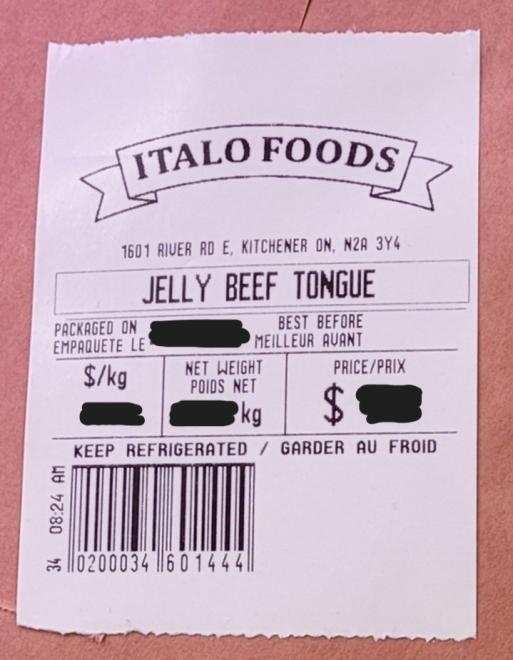 ITALO FOODS
1601 RIVER RD E, KITCHENER ON, N2A 3Y4
JELLY BEEF TONGUE
PACKAGED ON
EMPAQUETE LE
BEST BEFORE
MEILLEUR AVANT
$/kg
NET WEIGHT
POIDS NET
kg
PRICE/PRIX
$
KEEP REFRIGERATED / GARDER AU FROID
34 08:24 AM
0200034 601444